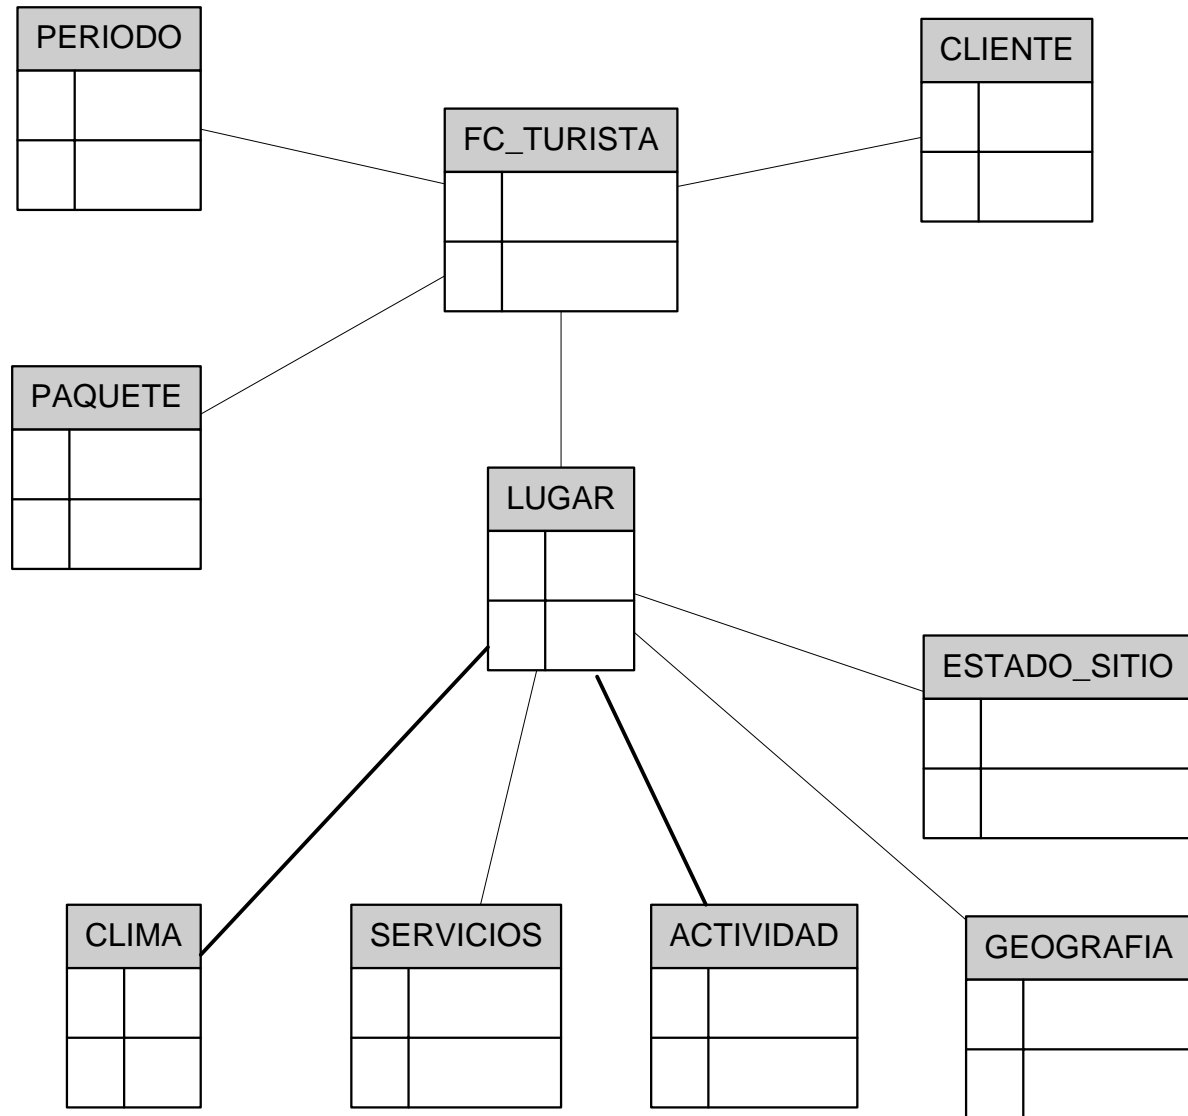 PERIODO
CLIENTE
FC_TURISTA
PAQUETE
LUGAR
ESTADO_SITIO
CLIMA
SERVICIOS
ACTIVIDAD
GEOGRAFIA